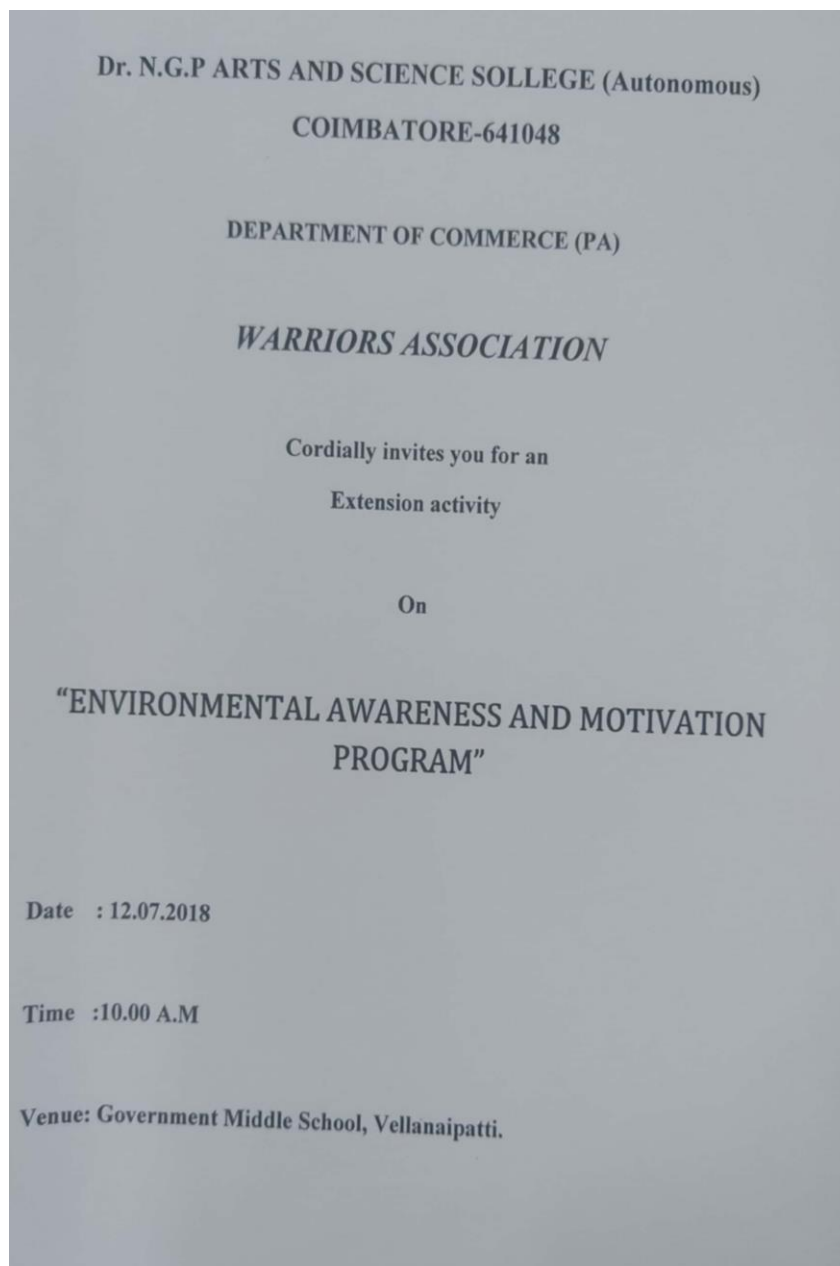 Dr. N.G.P ARTS AND SCIENCE SOLLEGE (Autonomous)
COIMBATORE-641048
DEPARTMENT OF COMMERCE (PA)
WARRIORS ASSOCIATION
Cordially invites you for an
Extension activity
On
“ENVIRONMENTAL AWARENESS AND MOTIVATION
PROGRAM”
Date : 12.07.2018
Time :10.00 A.M
Venue: Government Middle School, Vellanaipatti.